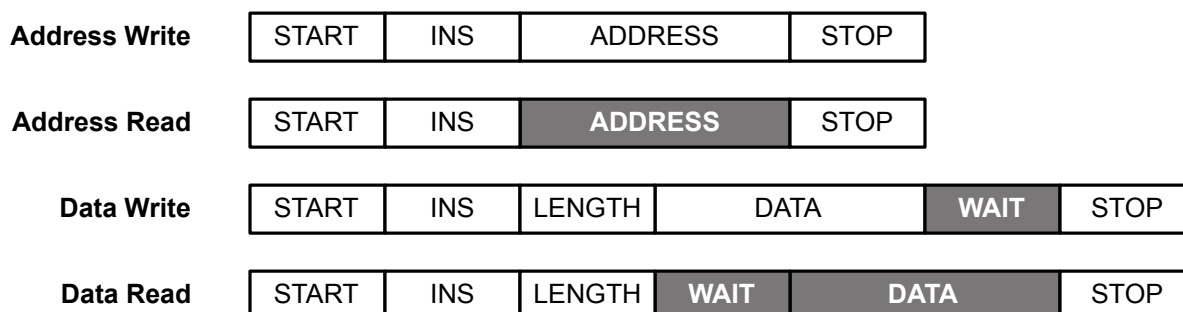 Address Write START INS ADDRESS STOP
Address Read START INS ADDRESS STOP
Data Write START INS LENGTH DATA WAIT STOP
Data Read START INS LENGTH WAIT DATA STOP